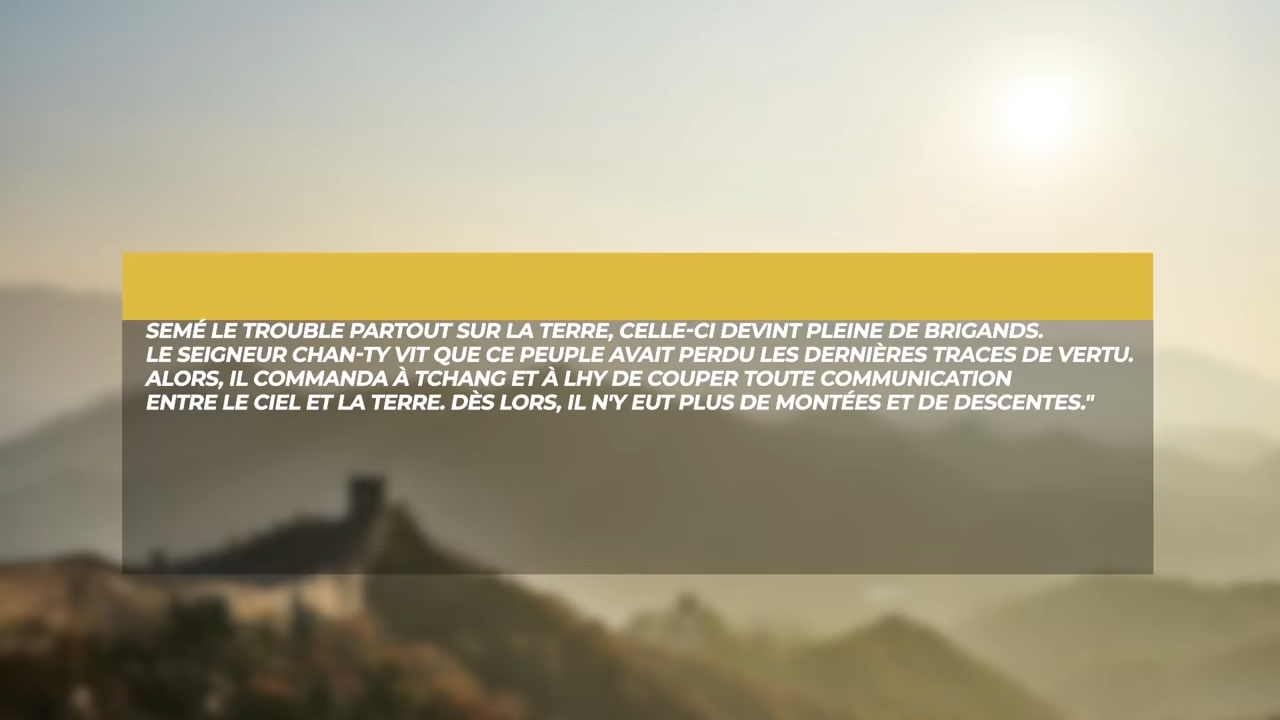 SEMÉ LE TROUBLE PARTOUT SUR LA TERRE, CELLE-CI DEVINT PLEINE DE BRIGANDS.
LE SEIGNEUR CHAN-TY VIT QUE CE PEUPLE AVAIT PERDU LES DERNIÈRES TRACES DE VERTU.
ALORS, IL COMMANDA À TCHANG ET À LHY DE COUPER TOUTE COMMUNICATION
ENTRE LE CIEL ET LA TERRE. DÈS LORS, IL N'Y EUT PLUS DE MONTÉES ET DE DESCENTES."